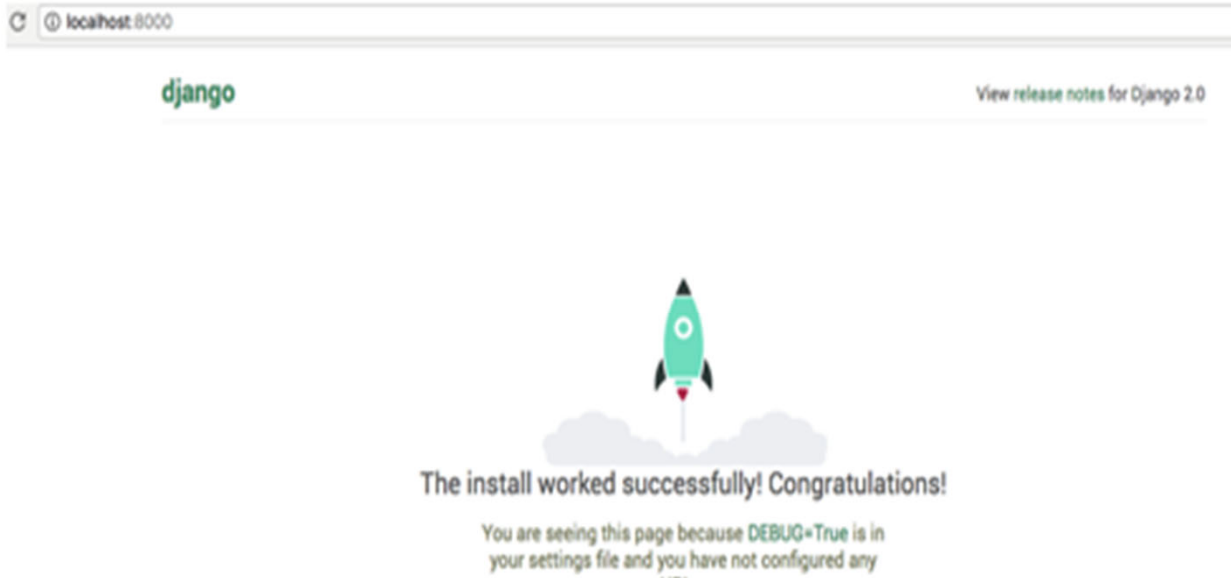 localhost:8000
django
View release notes for Django 2.0
The install worked successfully! Congratulations!
You are seeing this page because DEBUG=True is in
your settings file and you have not configured any